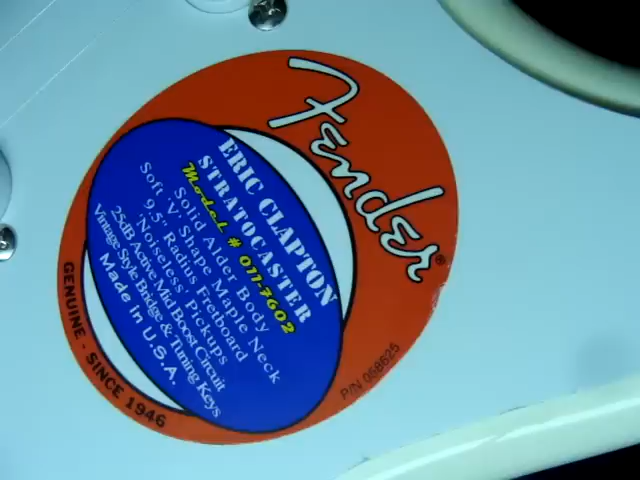 Fender®
ERIC CLAPTON
STRATOCASTER
Model # 011-7602
Solid Alder Body
Soft "V" Shape Maple Neck
9.5" Radius Fretboard
Noiseless Pickups
25dB Active Mid Boost Circuit
Vintage Style Bridge & Tuning Keys
Made in U.S.A.
GENUINE - SINCE 1946
P/N 058625